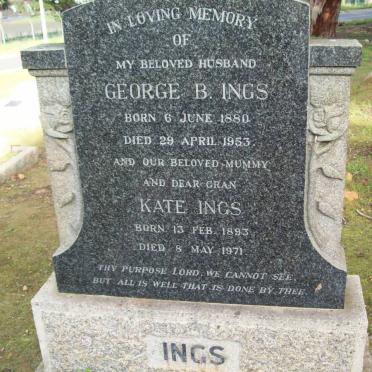 IN LOVING MEMORY
OF
MY BELOVED HUSBAND
GEORGE B. INGS
BORN 6 JUNE 1880
DIED 29 APRIL 1953
AND OUR BELOVED MUMMY
AND DEAR GRAN
KATE INGS
BORN 13 FEB. 1893
DIED 8 MAY 1971
THY PURPOSE LORD, WE CANNOT SEE
BUT ALL IS WELL THAT IS DONE BY THEE
INGS